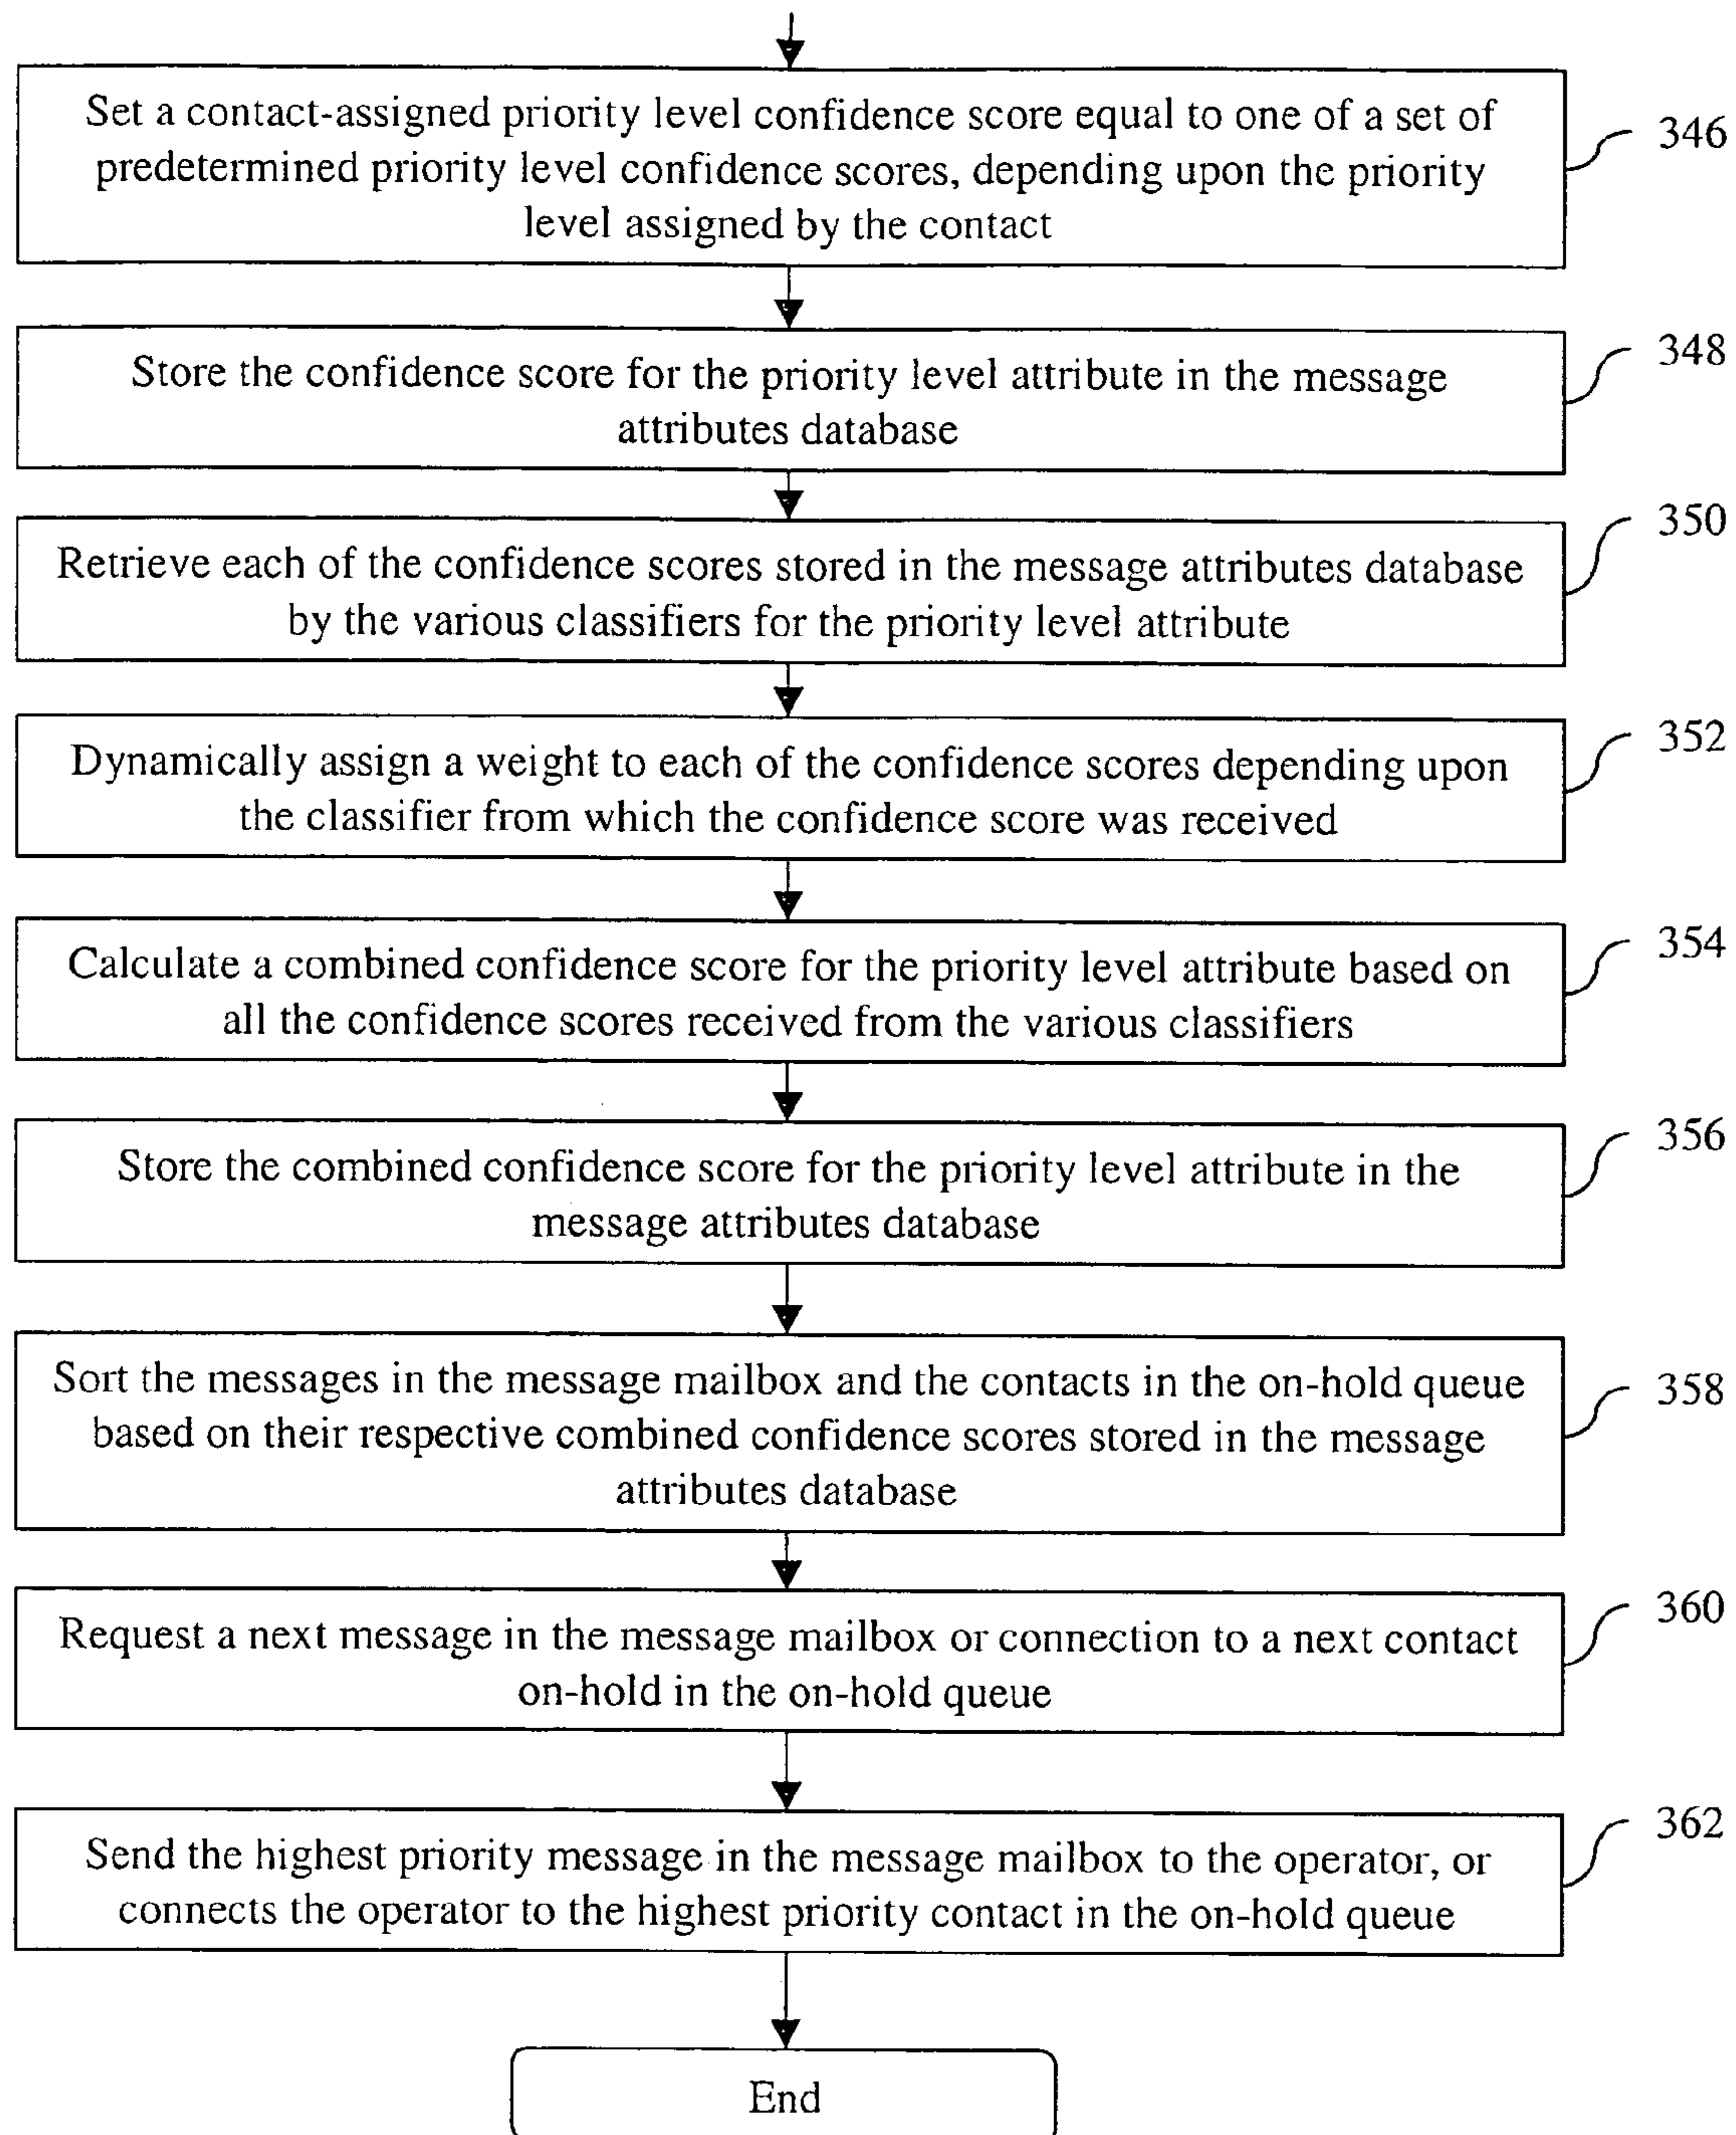 Set a contact-assigned priority level confidence score equal to one of a set of
predetermined priority level confidence scores, depending upon the priority
level assigned by the contact
346
Store the confidence score for the priority level attribute in the message
attributes database
348
Retrieve each of the confidence scores stored in the message attributes database
by the various classifiers for the priority level attribute
350
Dynamically assign a weight to each of the confidence scores depending upon
the classifier from which the confidence score was received
352
Calculate a combined confidence score for the priority level attribute based on
all the confidence scores received from the various classifiers
354
Store the combined confidence score for the priority level attribute in the
message attributes database
356
Sort the messages in the message mailbox and the contacts in the on-hold queue
based on their respective combined confidence scores stored in the message
attributes database
358
Request a next message in the message mailbox or connection to a next contact
on-hold in the on-hold queue
360
Send the highest priority message in the message mailbox to the operator, or
connects the operator to the highest priority contact in the on-hold queue
362
End